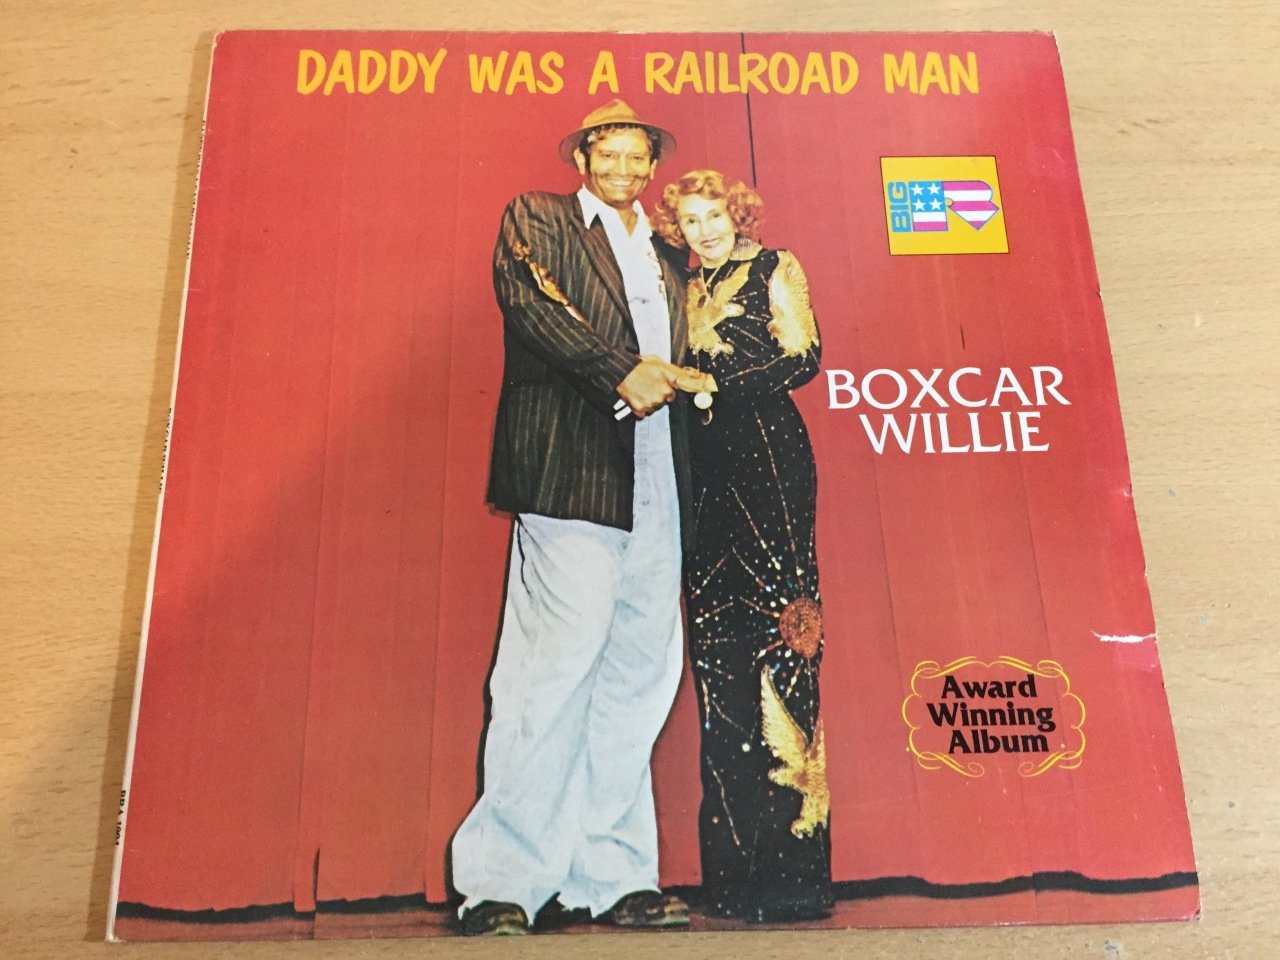 DADDY WAS A RAILROAD MAN
BIG R
BOXCAR
WILLIE
Award
Winning
Album